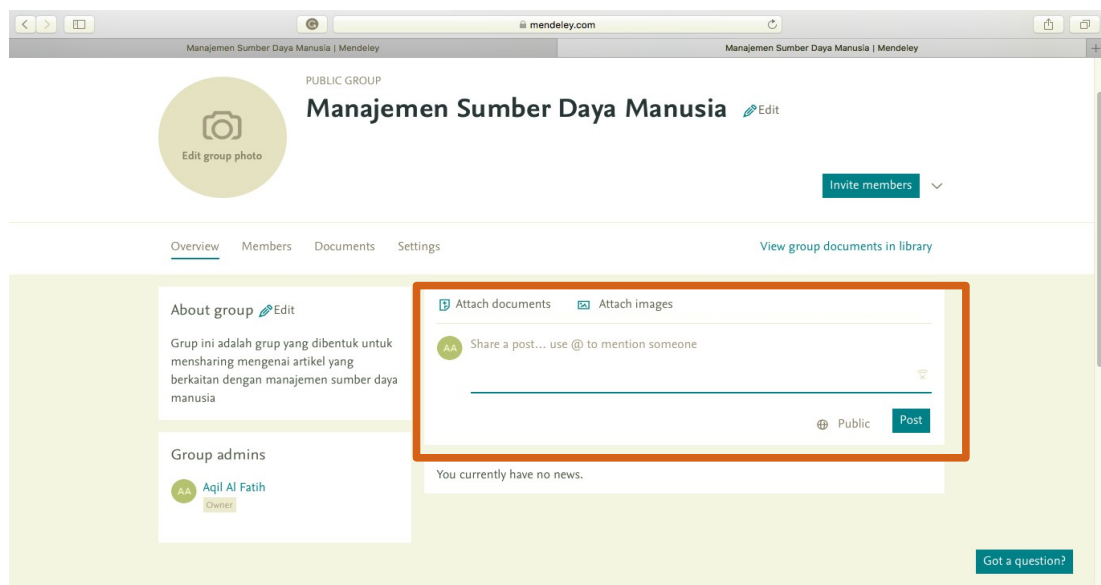 mendeley.com
Manajemen Sumber Daya Manusia | Mendeley
Manajemen Sumber Daya Manusia | Mendeley
PUBLIC GROUP
Manajemen Sumber Daya Manusia Edit
Edit group photo
Invite members
Overview Members Documents Settings
View group documents in library
About group Edit
Grup ini adalah grup yang dibentuk untuk
mensharing mengenai artikel yang
berkaitan dengan manajemen sumber daya
manusia
Group admins
AA Aqil Al Fatih
Owner
Attach documents Attach images
AA Share a post... use @ to mention someone
Public Post
You currently have no news.
Got a question?